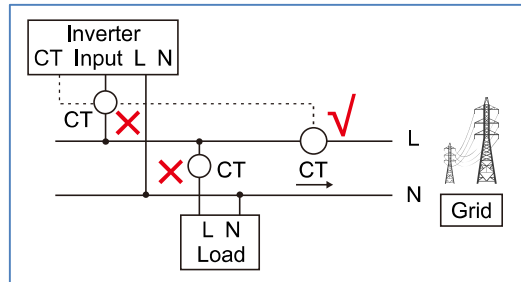 Inverter
CT Input L N
CT
CT
CT
L
N
L N
Load
Grid